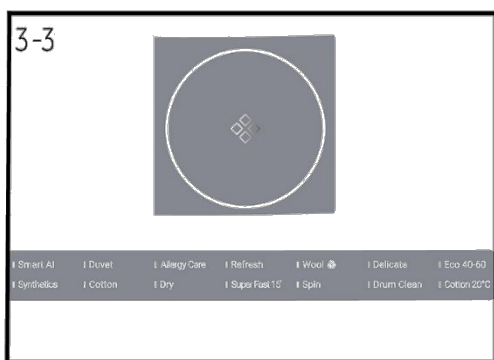 3-3
Smart AI Duvet Allergy Care Refresh Wool Delicate Eco 40-60
Synthetics Cotton Dry Super Fast 15' Spin Drum Clean Cotton 20°C